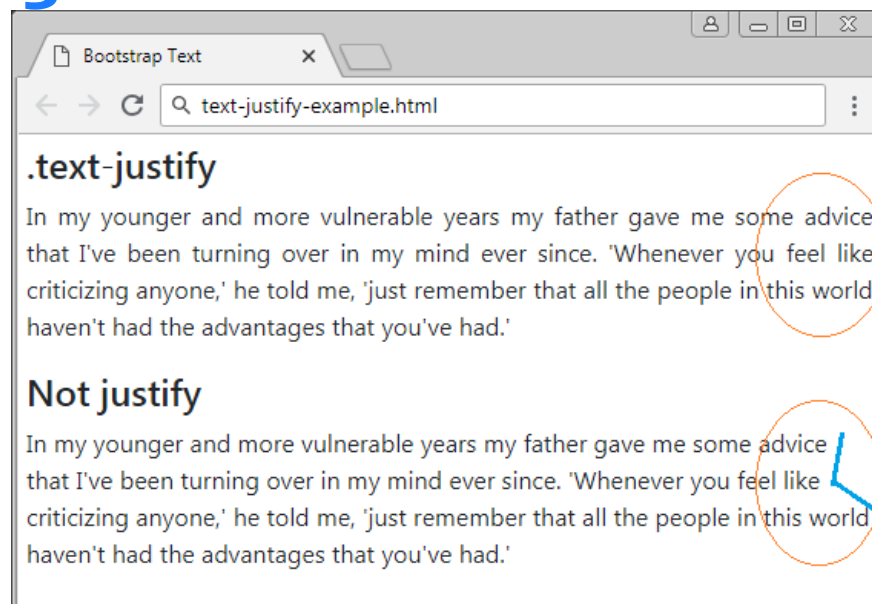 Bootstrap Text
text-justify-example.html
.text-justify
In my younger and more vulnerable years my father gave me some advice
that I've been turning over in my mind ever since. 'Whenever you feel like
criticizing anyone,' he told me, 'just remember that all the people in this world
haven't had the advantages that you've had.'
Not justify
In my younger and more vulnerable years my father gave me some advice
that I've been turning over in my mind ever since. 'Whenever you feel like
criticizing anyone,' he told me, 'just remember that all the people in this world
haven't had the advantages that you've had.'